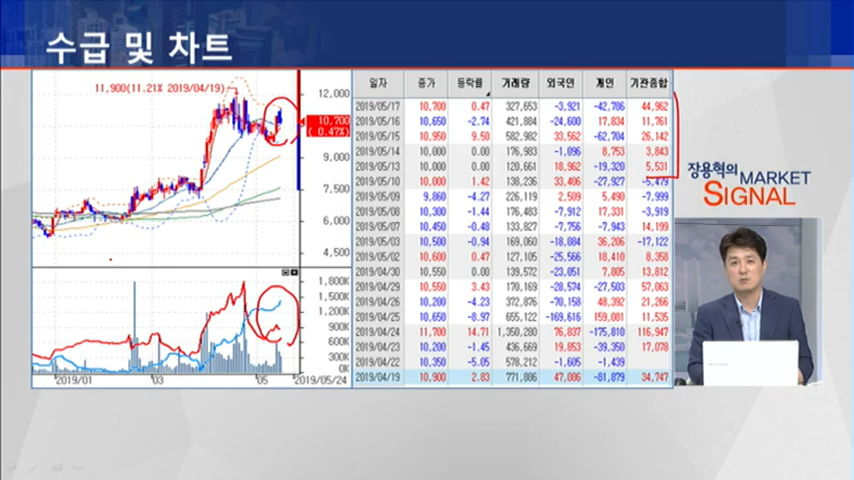 수급 및 차트
11,900(11.21% 2019/04/19)
12,000
10,700
( 0.47%)
9,000
7,500
6,000
4,500
1,800K
1,500K
1,200K
900K
600K
300K
0K
2019/01 03 05 2019/05/24
일자 종가 등락률 거래량 외국인 개인 기관종합
2019/05/17 10,700 0.47 327,653 -3,921 -42,786 44,962
2019/05/16 10,650 -2.74 421,884 -24,600 17,834 11,761
2019/05/15 10,950 9.50 582,982 33,562 -62,704 26,142
2019/05/14 10,000 0.00 176,983 -1,096 8,753 3,843
2019/05/13 10,000 0.00 120,661 18,962 -19,320 5,531
2019/05/10 10,000 1.42 138,236 33,406 -27,927 -5,479
2019/05/09 9,860 -4.27 226,119 2,509 5,490 -7,999
2019/05/08 10,300 -1.44 176,483 -7,912 17,331 -3,919
2019/05/07 10,450 -0.48 133,827 -7,756 -7,943 14,199
2019/05/03 10,500 -0.94 169,060 -18,084 36,206 -17,122
2019/05/02 10,600 0.47 127,105 -25,566 18,410 8,358
2019/04/30 10,550 0.00 139,572 -23,051 7,805 13,812
2019/04/29 10,550 3.43 170,169 -28,574 -27,503 57,063
2019/04/26 10,200 -4.23 372,876 -70,158 48,392 21,266
2019/04/25 10,650 -8.97 655,122 -169,616 159,081 11,535
2019/04/24 11,700 14.71 1,350,280 76,837 -175,810 116,947
2019/04/23 10,200 -1.45 436,669 19,853 -39,350 17,078
2019/04/22 10,350 -5.05 578,212 -1,605 -1,439
2019/04/19 10,900 2.83 771,886 47,086 -81,879 34,747
장용혁의
MARKET
SIGNAL